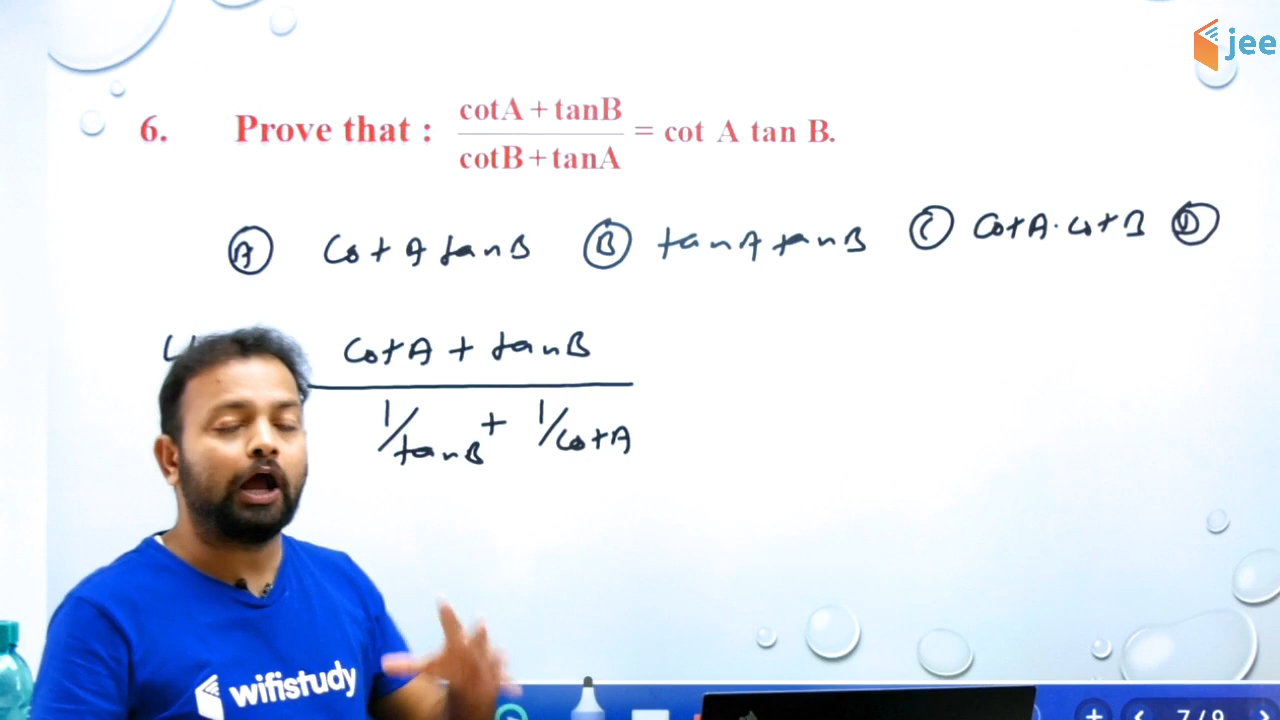 jee
6. Prove that : cotA + tanB / cotB + tanA = cot A tan B.
A cot A tanB B tanA tanB C cotA. cotB D
cotA + tanB
1/tanB + 1/cotA
wifistudy
7 / 9